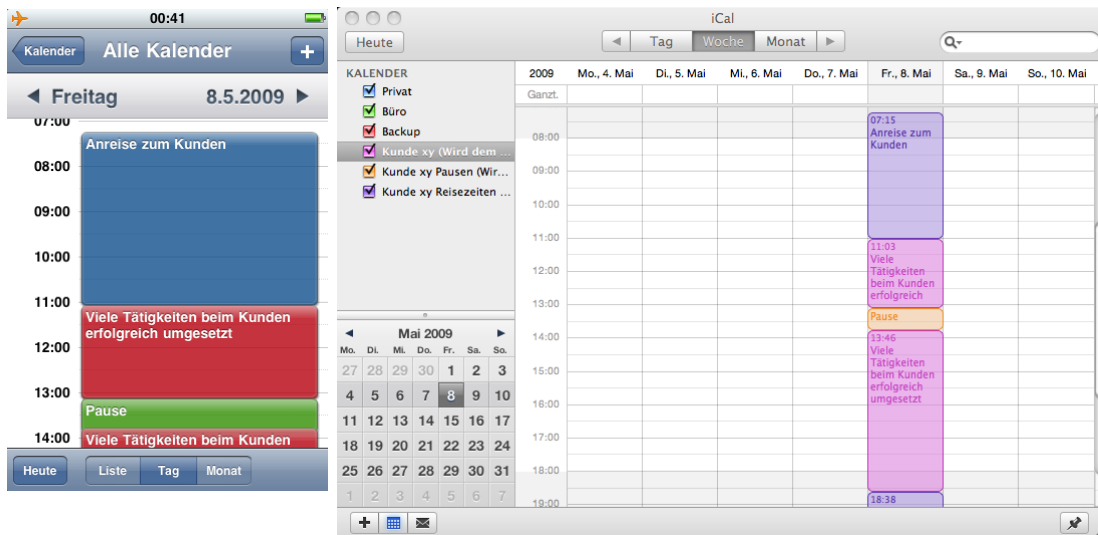 00:41
Kalender
Alle Kalender
+
Freitag 8.5.2009
07:00
Anreise zum Kunden
08:00
09:00
10:00
11:00
Viele Tätigkeiten beim Kunden
erfolgreich umgesetzt
12:00
13:00
Pause
14:00
Viele Tätigkeiten beim Kunden
Heute Liste Tag Monat
iCal
Heute
Tag Woche Monat
KALENDER
Privat
Büro
Backup
Kunde xy (Wird dem ...
Kunde xy Pausen (Wir...
Kunde xy Reisezeiten ...
Mai 2009
Mo. Di. Mi. Do. Fr. Sa. So.
27 28 29 30 1 2 3
4 5 6 7 8 9 10
11 12 13 14 15 16 17
18 19 20 21 22 23 24
25 26 27 28 29 30 31
1 2 3 4 5 6 7
2009 Mo., 4. Mai Di., 5. Mai Mi., 6. Mai Do., 7. Mai Fr., 8. Mai Sa., 9. Mai So., 10. Mai
Ganzt.
08:00
09:00
10:00
11:00
12:00
13:00
14:00
15:00
16:00
17:00
18:00
19:00
07:15
Anreise zum
Kunden
11:03
Viele
Tätigkeiten
beim Kunden
erfolgreich
Pause
13:46
Viele
Tätigkeiten
beim Kunden
erfolgreich
umgesetzt
18:38
+